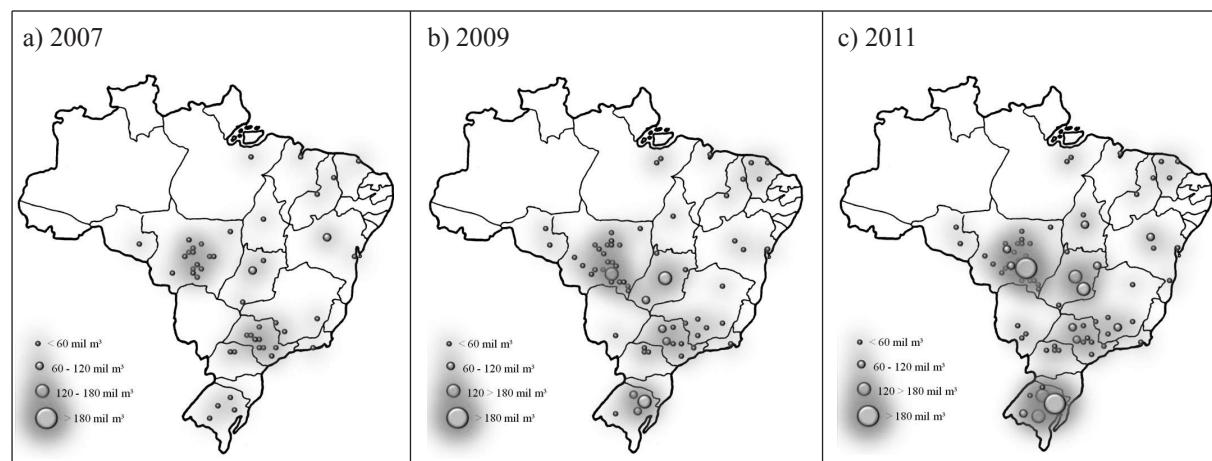 a) 2007
< 60 mil m³
60 - 120 mil m³
120 - 180 mil m³
> 180 mil m³
b) 2009
< 60 mil m³
60 - 120 mil m³
120 > 180 mil m³
> 180 mil m³
c) 2011
< 60 mil m³
60 - 120 mil m³
120 > 180 mil m³
> 180 mil m³